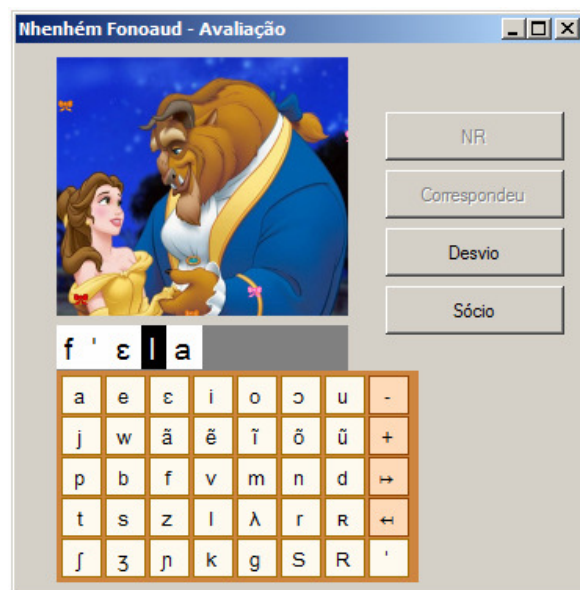 Nhenhém Fonoaud - Avaliação
NR
Correspondeu
Desvio
Sócio
f ' ɛ l a
a e ɛ i o ɔ u -
j w ã ẽ ĩ õ ũ +
p b f v m n d ↦
t s z l λ r ʀ ↤
ʃ ʒ ɲ k g S R '